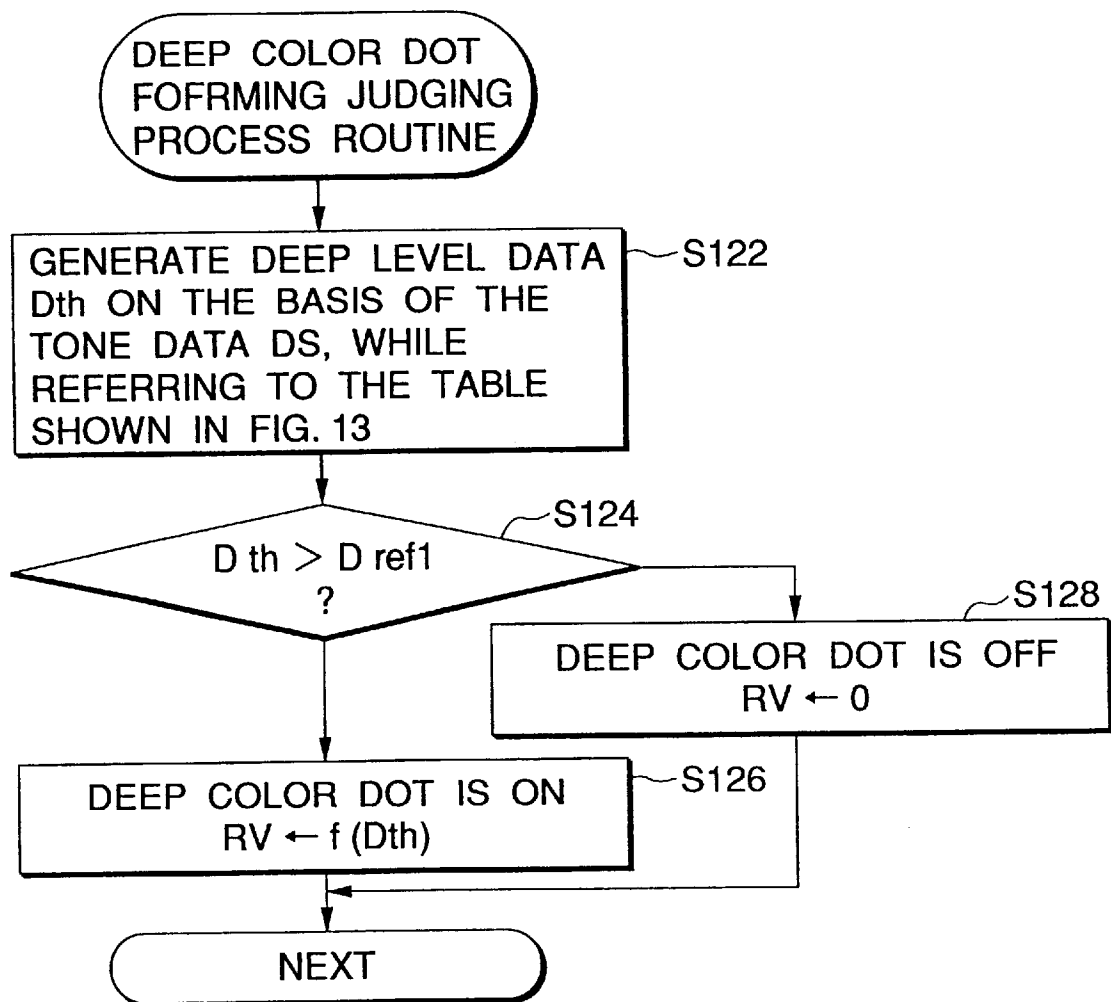 DEEP COLOR DOT
FOFRMING JUDGING
PROCESS ROUTINE
GENERATE DEEP LEVEL DATA
Dth ON THE BASIS OF THE
TONE DATA DS, WHILE
REFERRING TO THE TABLE
SHOWN IN FIG. 13
S122
D th > D ref1
?
S124
DEEP COLOR DOT IS OFF
RV ← 0
S128
DEEP COLOR DOT IS ON
RV ← f (Dth)
S126
NEXT